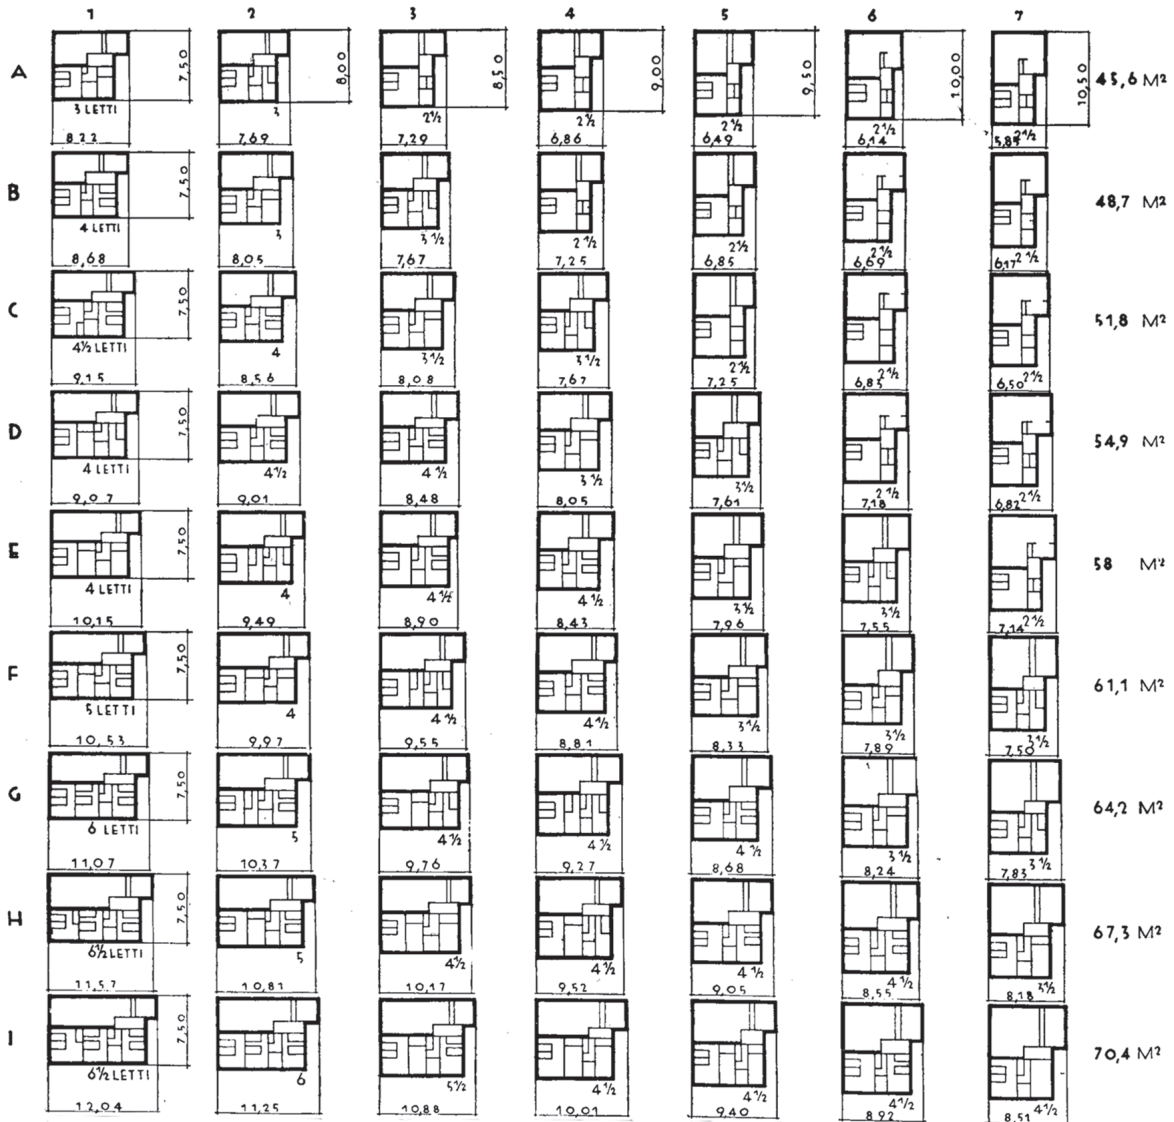 1 2 3 4 5 6 7
A 7,50 8,00 8,50 9,00 9,50 10,00 10,50 45,6 M²
3 LETTI 3 2½ 2½ 2½ 2½ 2½
8,22 7,69 7,29 6,86 6,49 6,14 5,85
B 7,50 48,7 M²
4 LETTI 3 3½ 2½ 2½ 2½ 2½
8,68 8,05 7,67 7,25 6,85 6,69 6,17
C 7,50 51,8 M²
4½ LETTI 4 3½ 3½ 2½ 2½ 2½
9,15 8,56 8,08 7,67 7,25 6,83 6,50
D 7,50 54,9 M²
4 LETTI 4½ 4½ 3½ 3½ 2½ 2½
9,07 9,01 8,48 8,05 7,61 7,18 6,82
E 7,50 58 M²
4 LETTI 4 4½ 4½ 3½ 3½ 2½
10,15 9,49 8,90 8,43 7,96 7,55 7,14
F 7,50 61,1 M²
5 LETTI 4 4½ 4½ 3½ 3½ 3½
10,53 9,97 9,55 8,81 8,33 7,89 7,50
G 7,50 64,2 M²
6 LETTI 5 4½ 4½ 4½ 3½ 3½
11,07 10,37 9,76 9,27 8,68 8,24 7,83
H 7,50 67,3 M²
6½ LETTI 5 4½ 4½ 4½ 4½ 3½
11,57 10,81 10,17 9,52 9,05 8,55 8,18
I 7,50 70,4 M²
6½ LETTI 6 5½ 4½ 4½ 4½ 4½
12,04 11,25 10,88 10,01 9,40 8,92 8,51